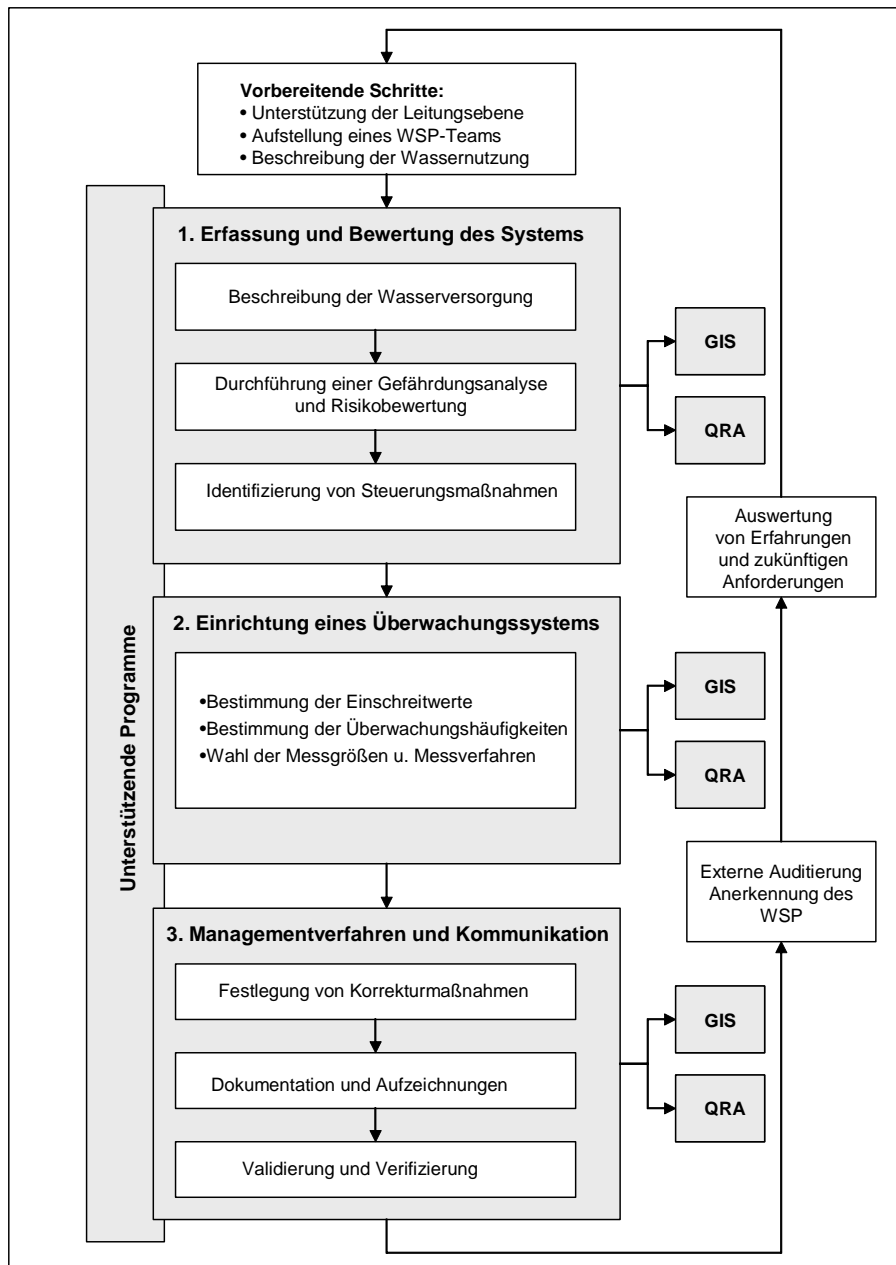 Vorbereitende Schritte:
• Unterstützung der Leitungsebene
• Aufstellung eines WSP-Teams
• Beschreibung der Wassernutzung
Unterstützende Programme
1. Erfassung und Bewertung des Systems
Beschreibung der Wasserversorgung
Durchführung einer Gefährdungsanalyse
und Risikobewertung
Identifizierung von Steuerungsmaßnahmen
GIS
QRA
2. Einrichtung eines Überwachungssystems
•Bestimmung der Einschreitwerte
•Bestimmung der Überwachungshäufigkeiten
•Wahl der Messgrößen u. Messverfahren
GIS
QRA
3. Managementverfahren und Kommunikation
Festlegung von Korrekturmaßnahmen
Dokumentation und Aufzeichnungen
Validierung und Verifizierung
GIS
QRA
Externe Auditierung
Anerkennung des
WSP
Auswertung
von Erfahrungen
und zukünftigen
Anforderungen